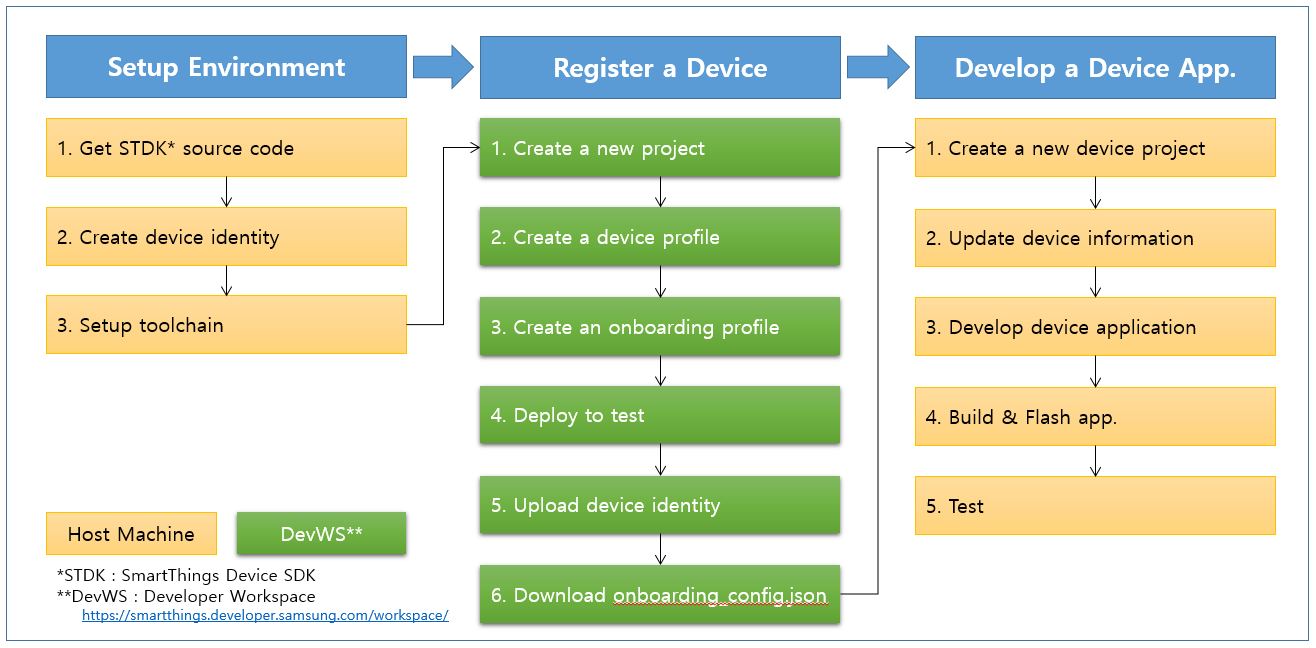 Setup Environment
1. Get STDK* source code
2. Create device identity
3. Setup toolchain
Register a Device
1. Create a new project
2. Create a device profile
3. Create an onboarding profile
4. Deploy to test
5. Upload device identity
6. Download onboarding_config.json
Develop a Device App.
1. Create a new device project
2. Update device information
3. Develop device application
4. Build & Flash app.
5. Test
Host Machine
DevWS**
*STDK : SmartThings Device SDK
**DevWS : Developer Workspace
https://smartthings.developer.samsung.com/workspace/